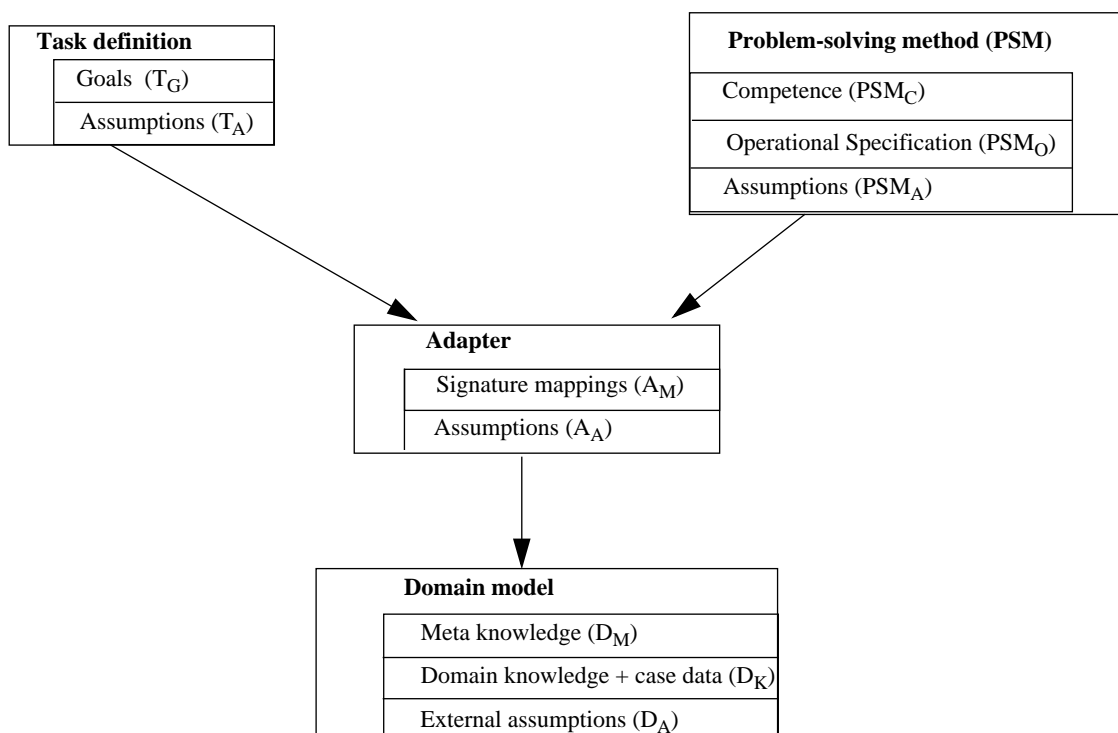 Task definition
Goals (T_G)
Assumptions (T_A)
Problem-solving method (PSM)
Competence (PSM_C)
Operational Specification (PSM_O)
Assumptions (PSM_A)
Adapter
Signature mappings (A_M)
Assumptions (A_A)
Domain model
Meta knowledge (D_M)
Domain knowledge + case data (D_K)
External assumptions (D_A)